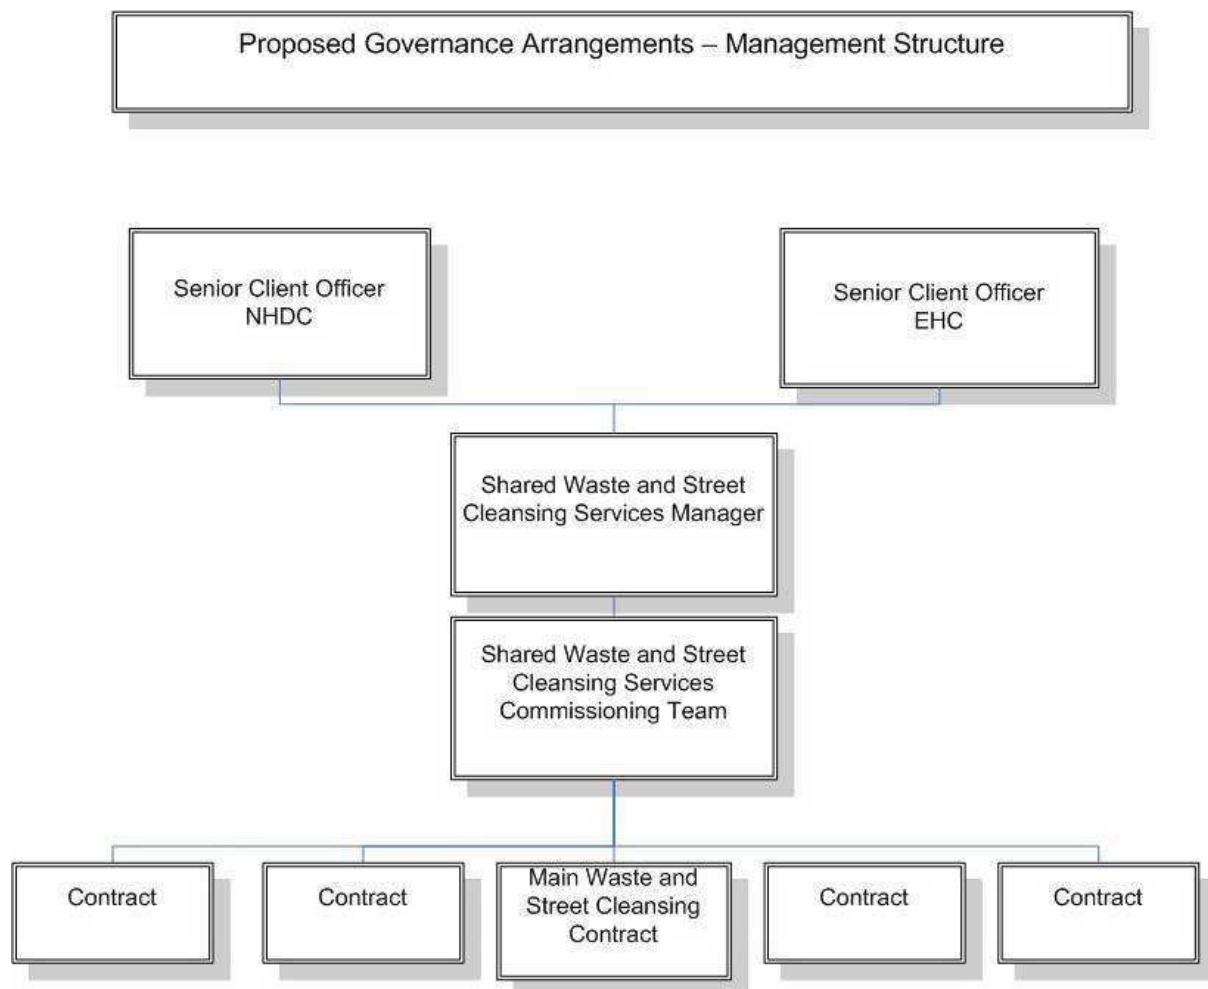 Proposed Governance Arrangements – Management Structure
Senior Client Officer
NHDC
Senior Client Officer
EHC
Shared Waste and Street
Cleansing Services Manager
Shared Waste and Street
Cleansing Services
Commissioning Team
Contract
Contract
Main Waste and
Street Cleansing
Contract
Contract
Contract